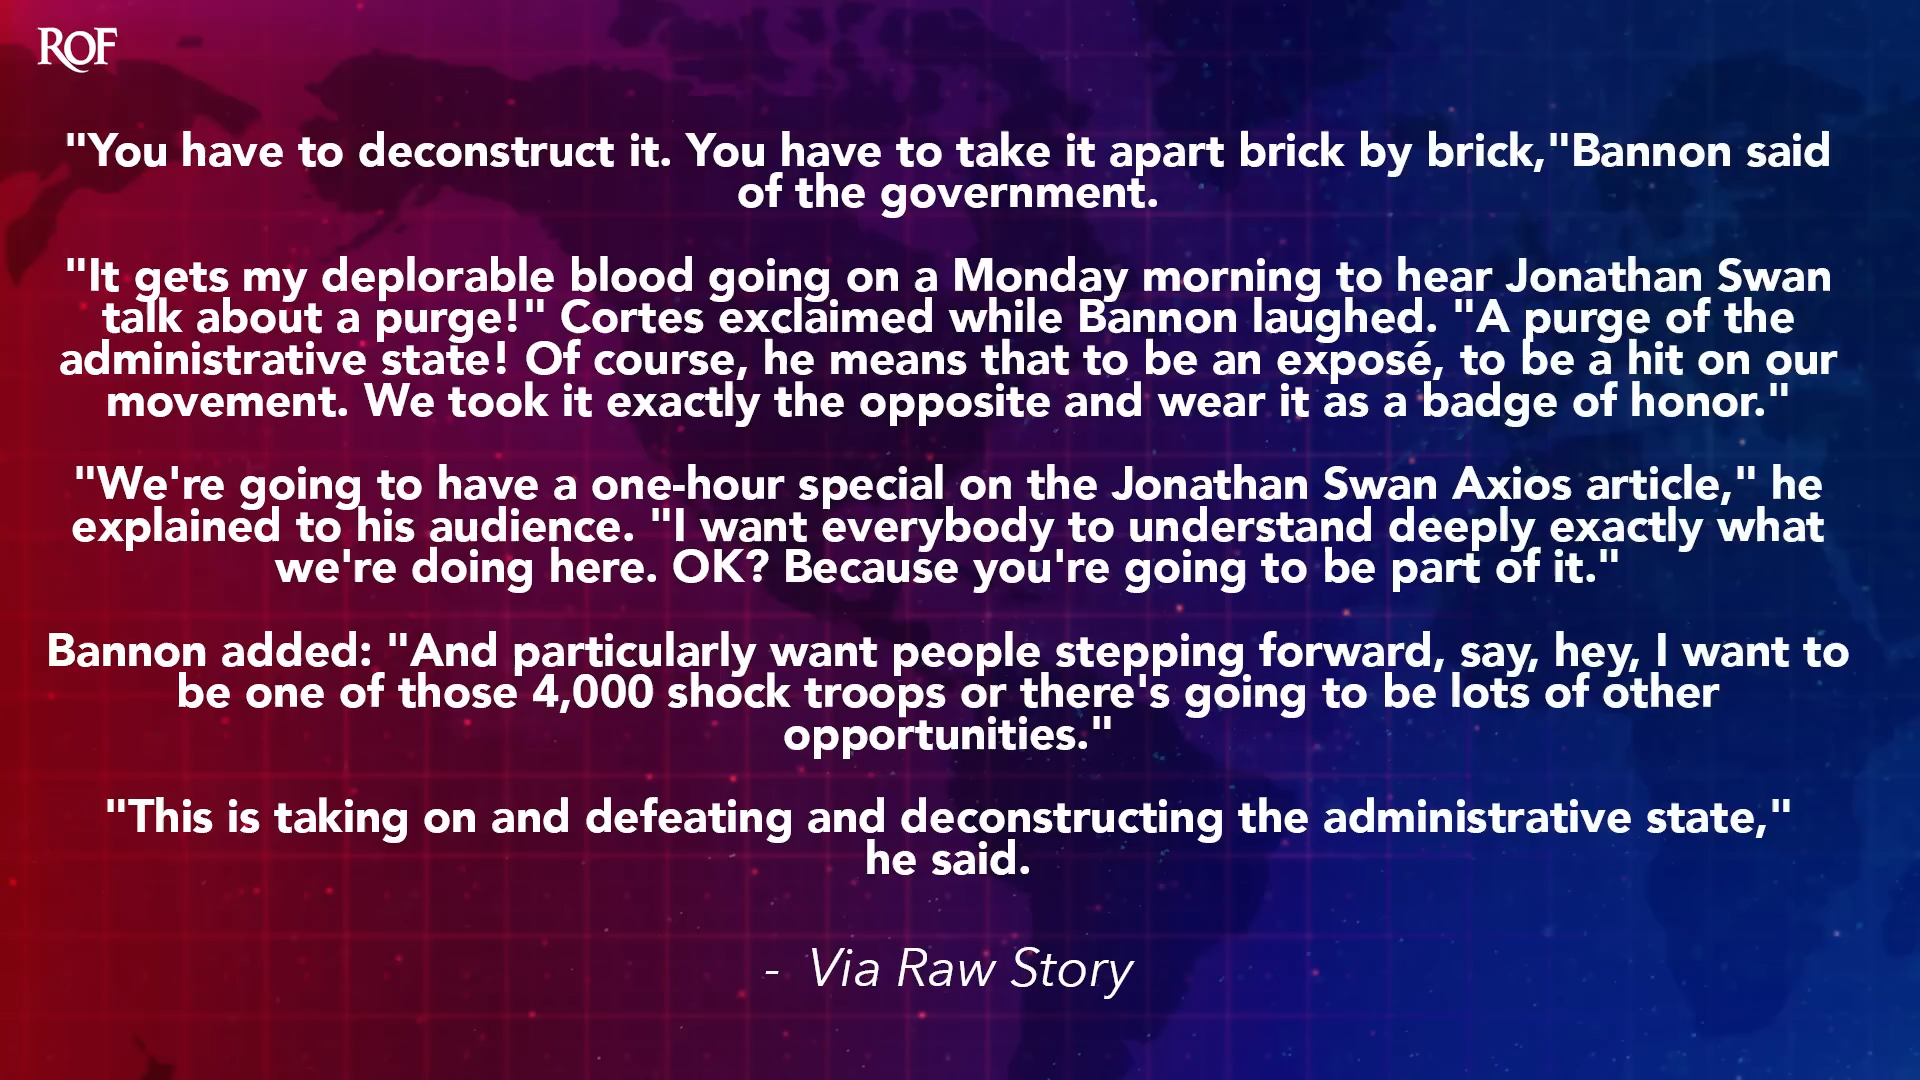 ROF
"You have to deconstruct it. You have to take it apart brick by brick,"Bannon said
of the government.
"It gets my deplorable blood going on a Monday morning to hear Jonathan Swan
talk about a purge!" Cortes exclaimed while Bannon laughed. "A purge of the
administrative state! Of course, he means that to be an exposé, to be a hit on our
movement. We took it exactly the opposite and wear it as a badge of honor."
"We're going to have a one-hour special on the Jonathan Swan Axios article," he
explained to his audience. "I want everybody to understand deeply exactly what
we're doing here. OK? Because you're going to be part of it."
Bannon added: "And particularly want people stepping forward, say, hey, I want to
be one of those 4,000 shock troops or there's going to be lots of other
opportunities."
"This is taking on and defeating and deconstructing the administrative state,"
he said.
- Via Raw Story